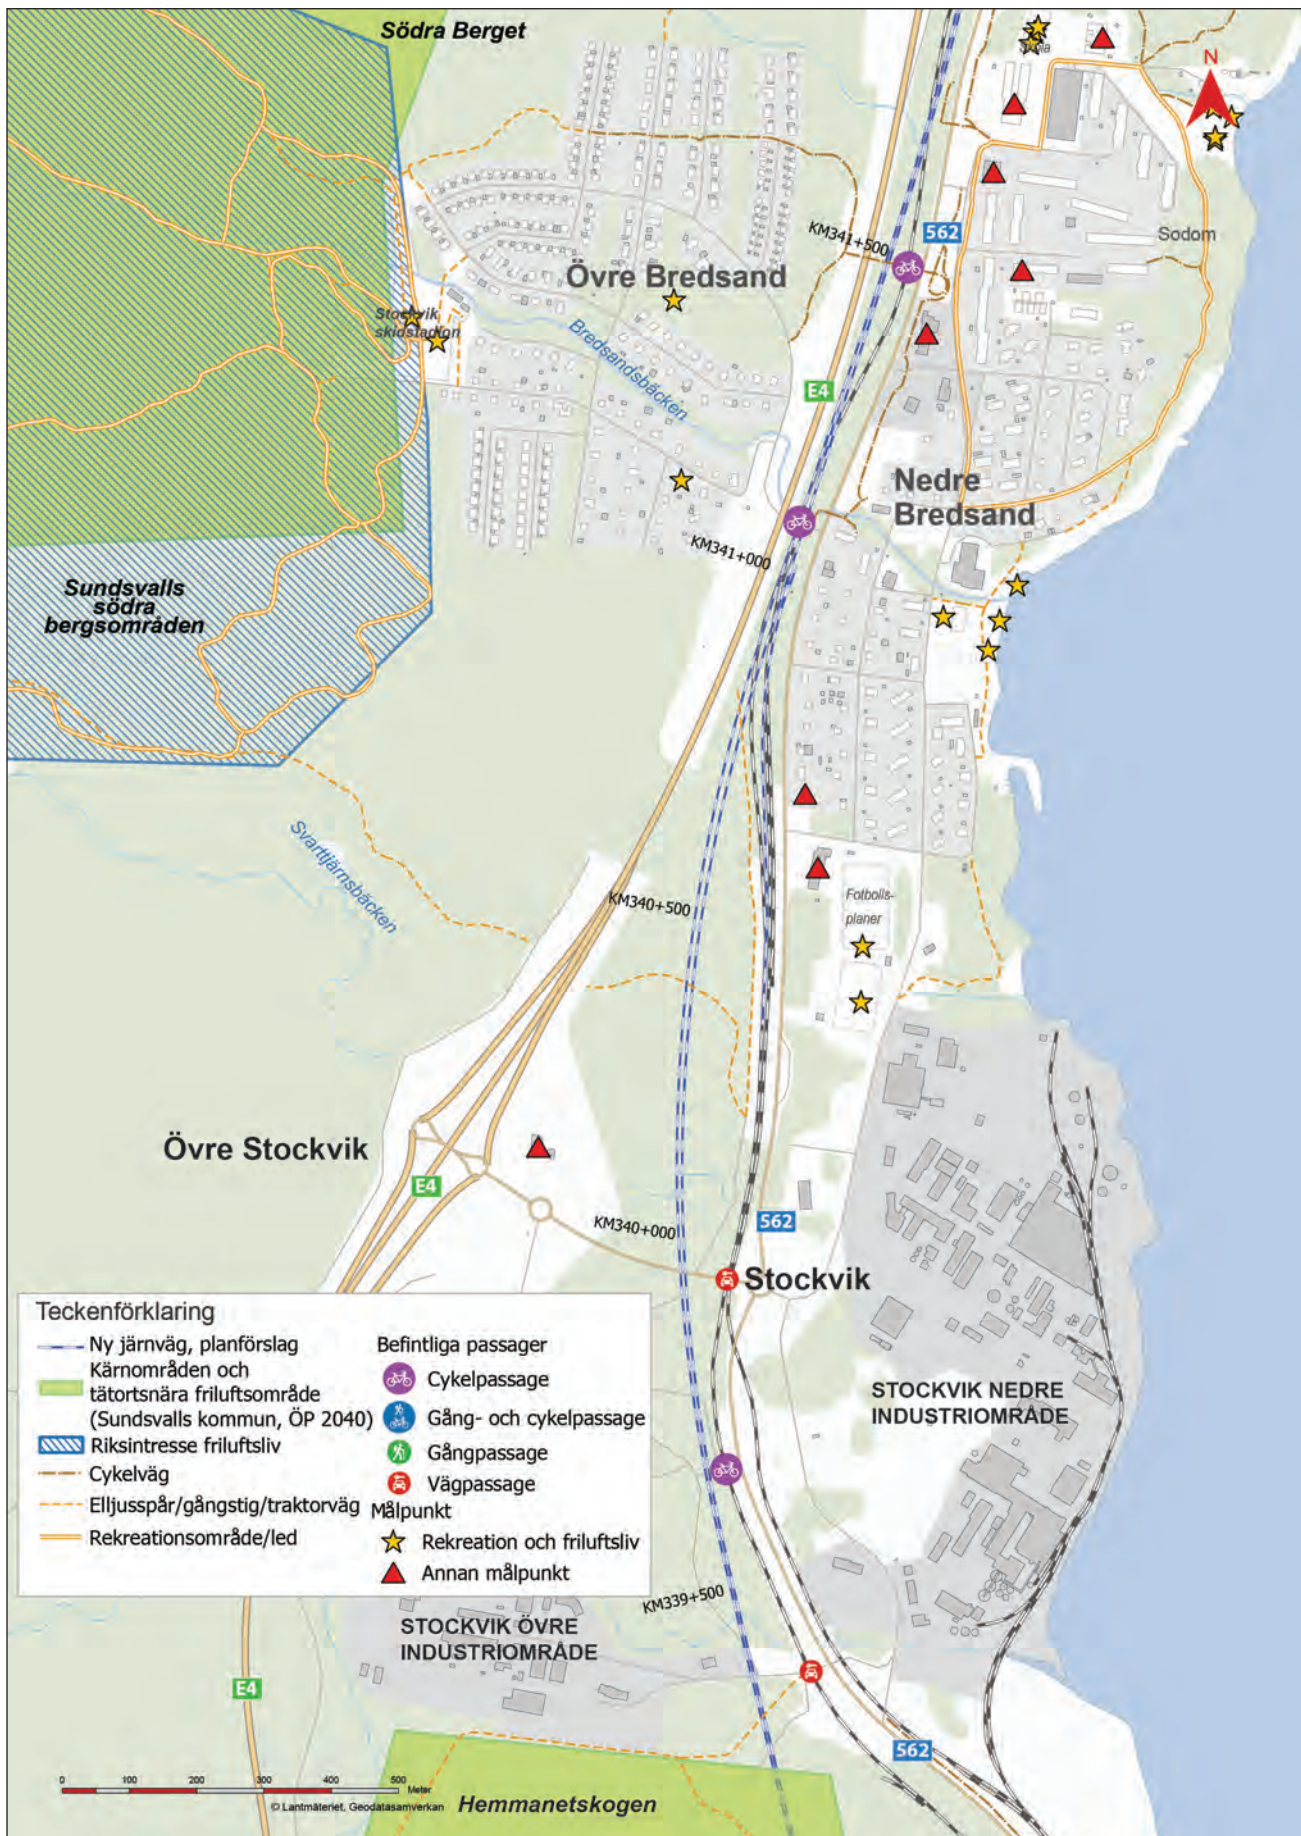 Södra Berget
Skola
N
KM341+500
562
Sodom
Övre Bredsand
Stockvik
skidstadion
Bredsandsbäcken
E4
Nedre
Bredsand
KM341+000
Sundsvalls
södra
bergsområden
Svarttjärnsbäcken
KM340+500
Fotbolls-
planer
Övre Stockvik
E4
KM340+000
562
Stockvik
Teckenförklaring
Ny järnväg, planförslag
Kärnområden och
tätortsnära friluftsområde
(Sundsvalls kommun, ÖP 2040)
Riksintresse friluftsliv
Cykelväg
Elljusspår/gångstig/traktorväg
Rekreationsområde/led
Befintliga passager
Cykelpassage
Gång- och cykelpassage
Gångpassage
Vägpassage
Målpunkt
Rekreation och friluftsliv
Annan målpunkt
STOCKVIK NEDRE
INDUSTRIOMRÅDE
KM339+500
STOCKVIK ÖVRE
INDUSTRIOMRÅDE
E4
562
0 100 200 300 400 500
Meter
© Lantmäteriet, Geodatasamverkan
Hemmanetskogen